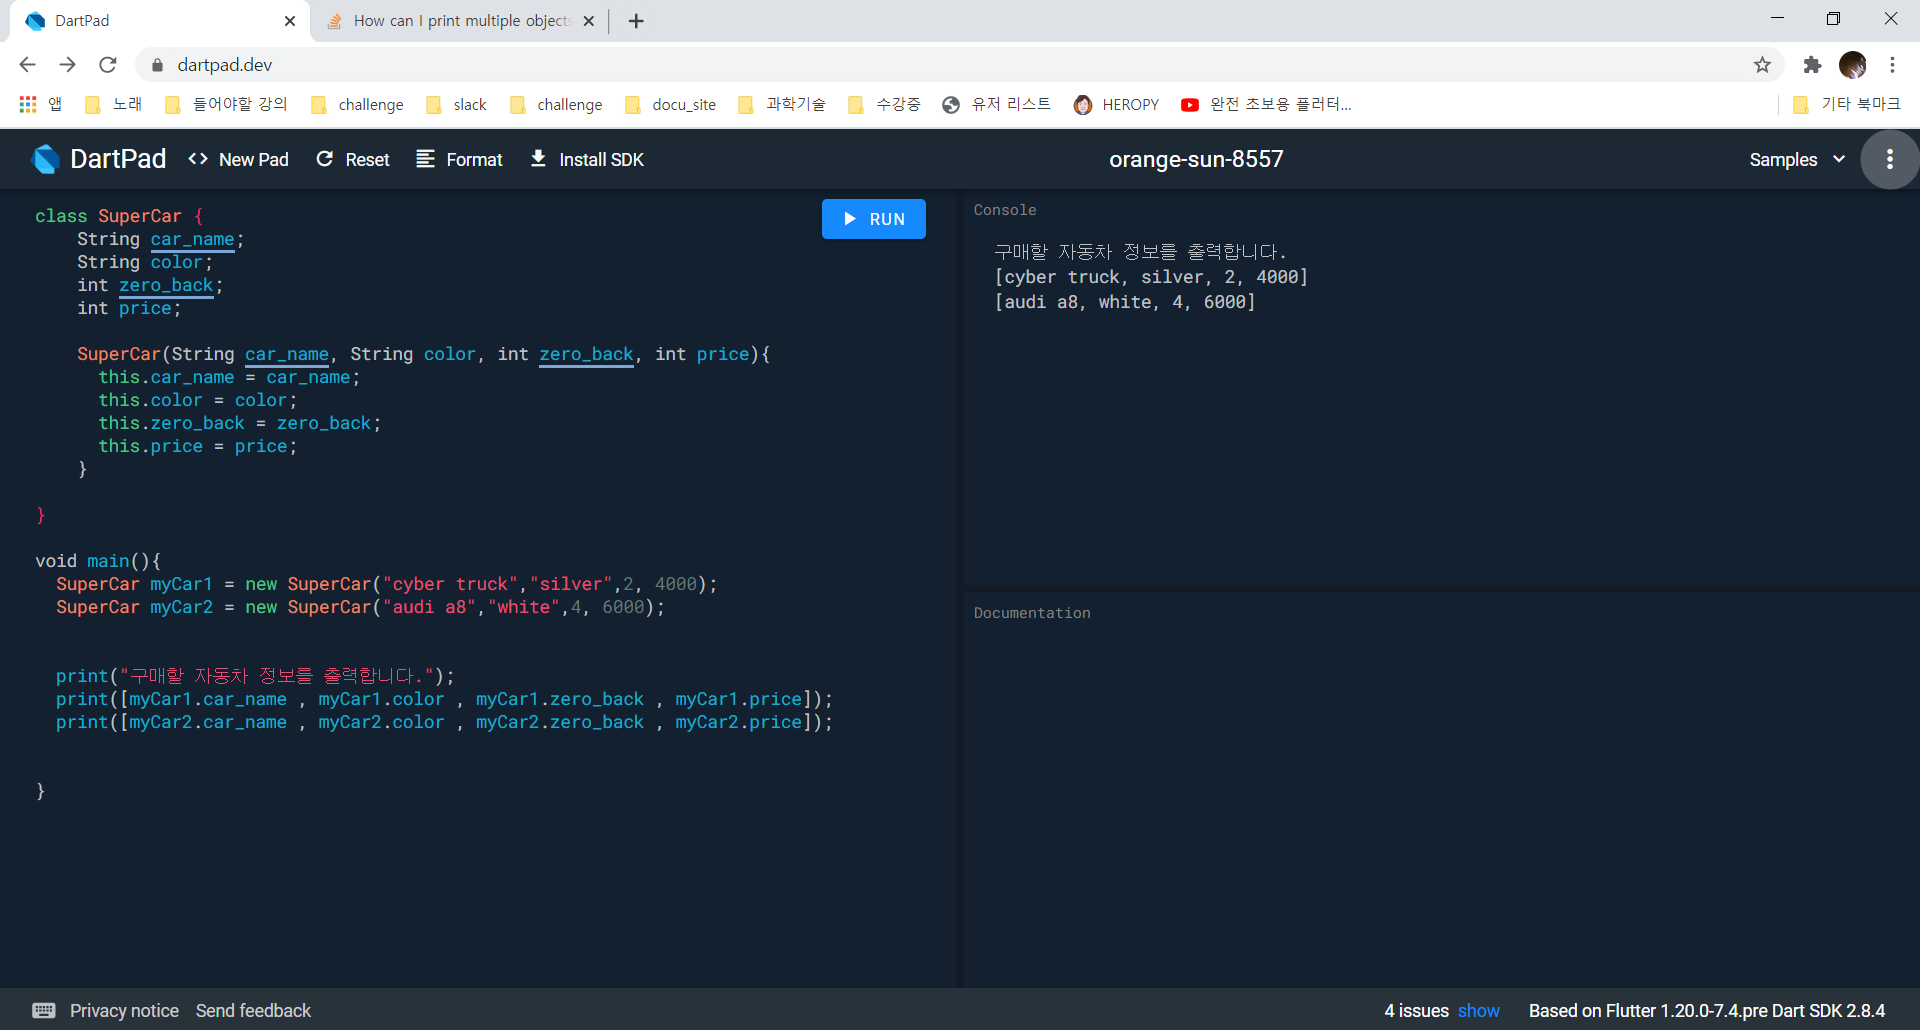 DartPad
How can I print multiple objects
dartpad.dev
앱 노래 들어야할 강의 challenge slack challenge docu_site 과학기술 수강중 유저 리스트 HEROPY 완전 초보용 플러터... 기타 북마크
DartPad <> New Pad Reset Format Install SDK orange-sun-8557 Samples
class SuperCar {
String car_name;
String color;
int zero_back;
int price;
SuperCar(String car_name, String color, int zero_back, int price){
this.car_name = car_name;
this.color = color;
this.zero_back = zero_back;
this.price = price;
}
}
void main(){
SuperCar myCar1 = new SuperCar("cyber truck","silver",2, 4000);
SuperCar myCar2 = new SuperCar("audi a8","white",4, 6000);
print("구매할 자동차 정보를 출력합니다.");
print([myCar1.car_name , myCar1.color , myCar1.zero_back , myCar1.price]);
print([myCar2.car_name , myCar2.color , myCar2.zero_back , myCar2.price]);
}
RUN
Console
구매할 자동차 정보를 출력합니다.
[cyber truck, silver, 2, 4000]
[audi a8, white, 4, 6000]
Documentation
Privacy notice Send feedback 4 issues show Based on Flutter 1.20.0-7.4.pre Dart SDK 2.8.4